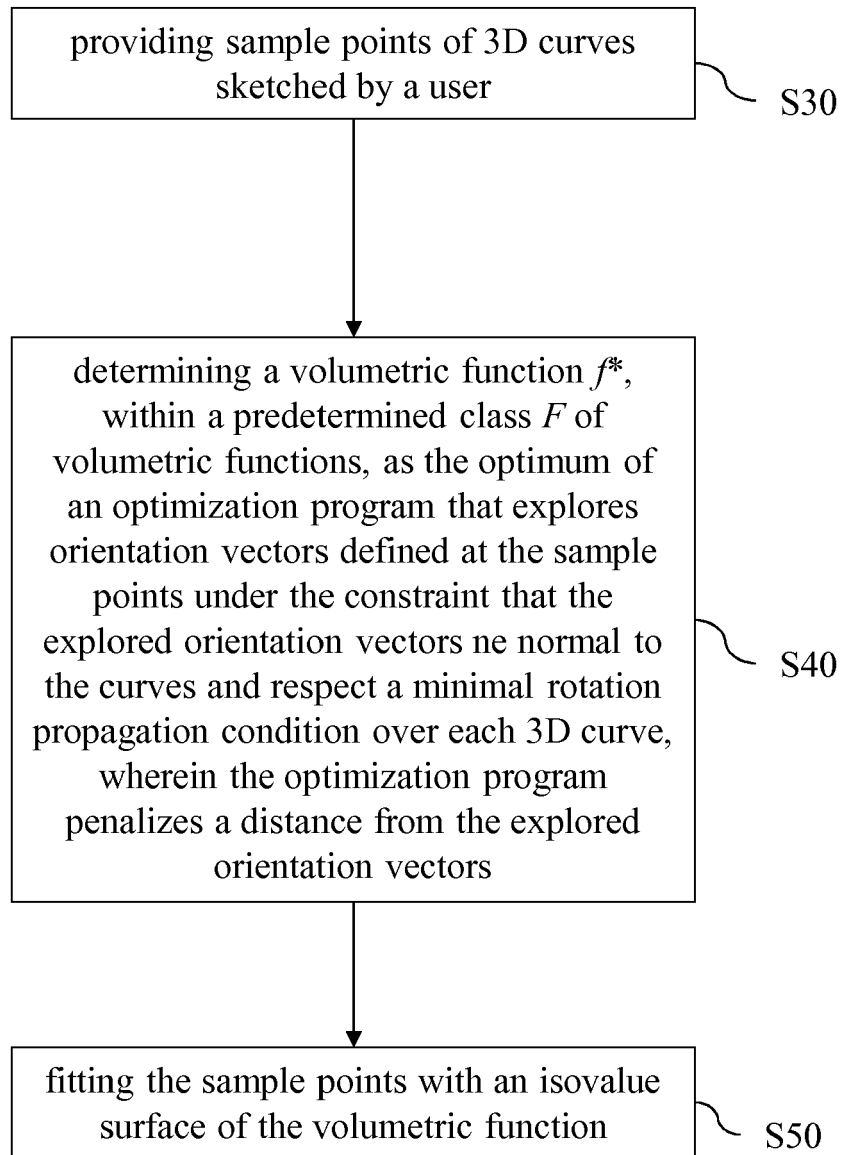 providing sample points of 3D curves
sketched by a user
S30
determining a volumetric function f*,
within a predetermined class F of
volumetric functions, as the optimum of
an optimization program that explores
orientation vectors defined at the sample
points under the constraint that the
explored orientation vectors ne normal to
the curves and respect a minimal rotation
propagation condition over each 3D curve,
wherein the optimization program
penalizes a distance from the explored
orientation vectors
S40
fitting the sample points with an isovalue
surface of the volumetric function
S50